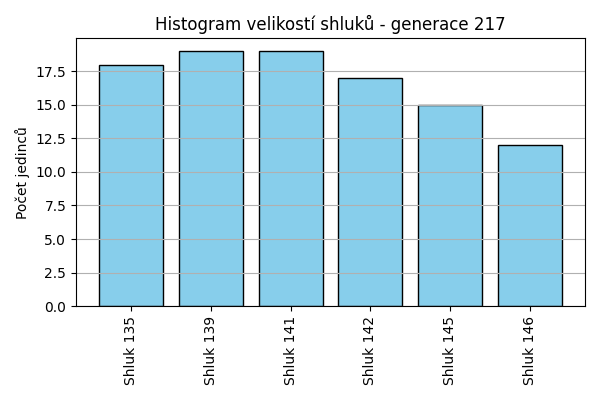 Histogram velikostí shluků - generace 217
Počet jedinců
17.5
15.0
12.5
10.0
7.5
5.0
2.5
0.0
Shluk 135
Shluk 139
Shluk 141
Shluk 142
Shluk 145
Shluk 146